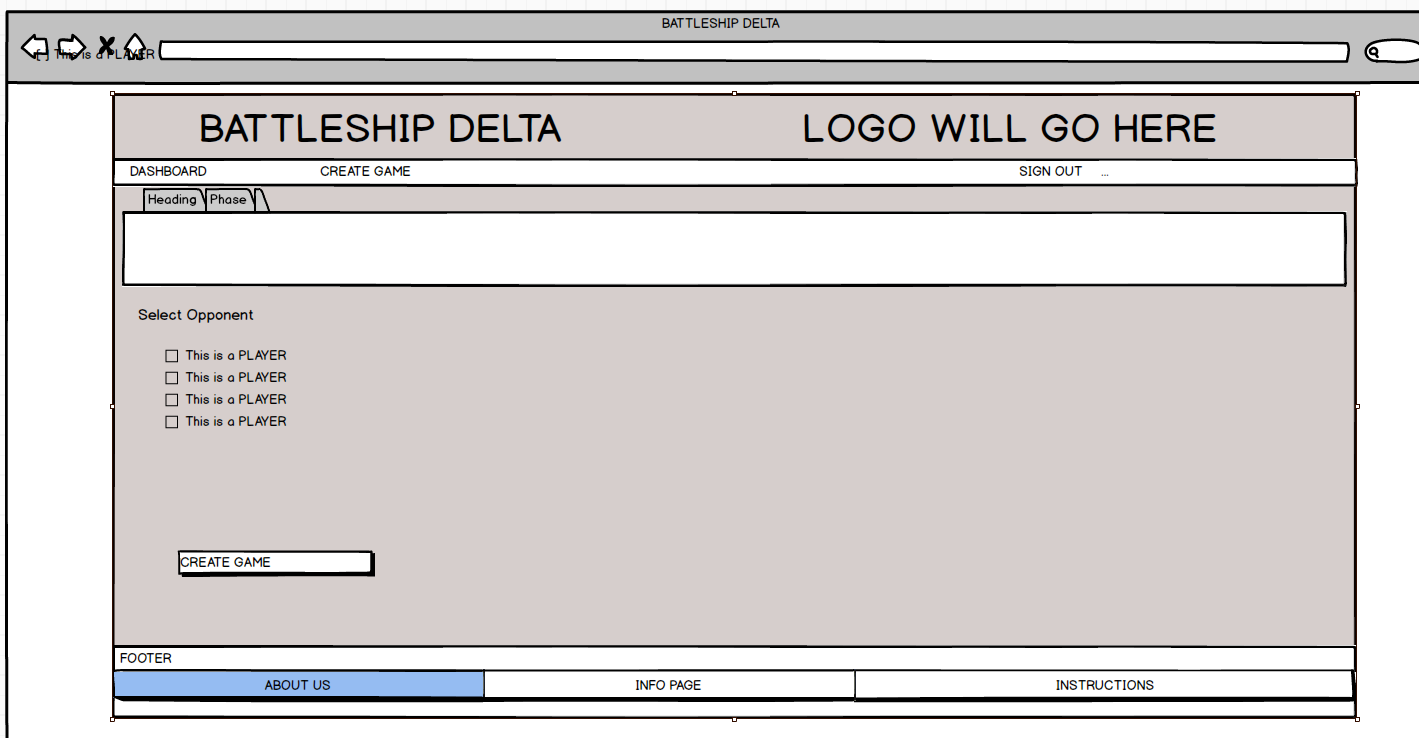 BATTLESHIP DELTA
[-] This is a PLAYER
BATTLESHIP DELTA LOGO WILL GO HERE
DASHBOARD CREATE GAME SIGN OUT ...
Heading Phase
Select Opponent
This is a PLAYER
This is a PLAYER
This is a PLAYER
This is a PLAYER
CREATE GAME
FOOTER
ABOUT US INFO PAGE INSTRUCTIONS